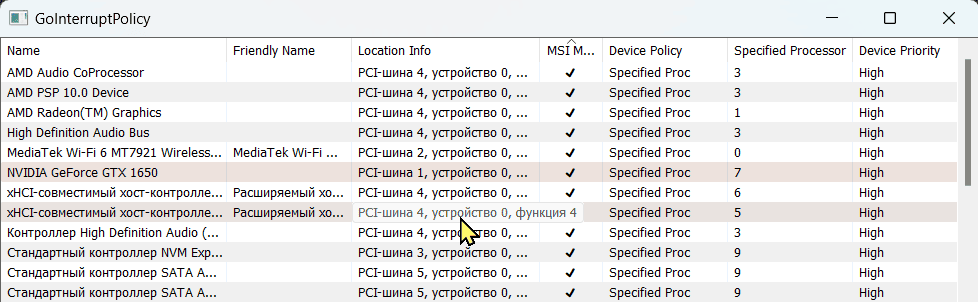 GoInterruptPolicy
Name Friendly Name Location Info MSI M... Device Policy Specified Processor Device Priority
AMD Audio CoProcessor PCI-шина 4, устройство 0, ... ✓ Specified Proc 3 High
AMD PSP 10.0 Device PCI-шина 4, устройство 0, ... ✓ Specified Proc 3 High
AMD Radeon(TM) Graphics PCI-шина 4, устройство 0, ... ✓ Specified Proc 1 High
High Definition Audio Bus PCI-шина 4, устройство 0, ... ✓ Specified Proc 3 High
MediaTek Wi-Fi 6 MT7921 Wireless... MediaTek Wi-Fi ... PCI-шина 2, устройство 0, ... ✓ Specified Proc 0 High
NVIDIA GeForce GTX 1650 PCI-шина 1, устройство 0, ... ✓ Specified Proc 7 High
xHCI-совместимый хост-контролле... Расширяемый хо... PCI-шина 4, устройство 0, ... ✓ Specified Proc 6 High
xHCI-совместимый хост-контролле... Расширяемый хо... PCI-шина 4, устройство 0, функция 4 Specified Proc 5 High
Контроллер High Definition Audio (... PCI-шина 4, устройство 0, ... ✓ Specified Proc 3 High
Стандартный контроллер NVM Exp... PCI-шина 3, устройство 0, ... ✓ Specified Proc 9 High
Стандартный контроллер SATA A... PCI-шина 5, устройство 0, ... ✓ Specified Proc 9 High
Стандартный контроллер SATA A... PCI-шина 5, устройство 0, ... ✓ Specified Proc 9 High